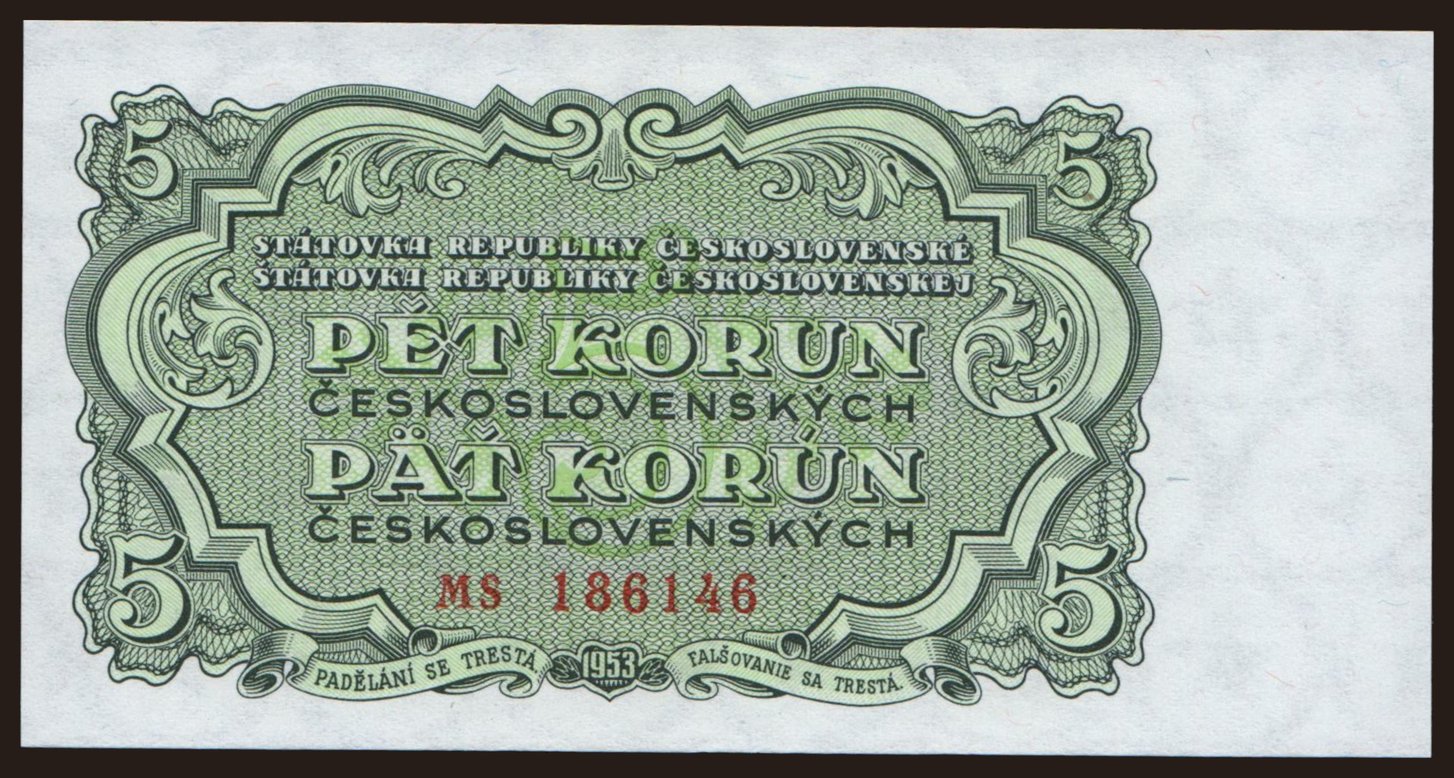 5 5
STÁTOVKA REPUBLIKY ČESKOSLOVENSKÉ
ŠTÁTOVKA REPUBLIKY ČESKOSLOVENSKEJ
PĚT KORUN
ČESKOSLOVENSKÝCH
PÄŤ KORÚN
ČESKOSLOVENSKÝCH
5 5
MS 186146
PADĚLÁNÍ SE TRESTÁ. 1953 FALŠOVANIE SA TRESTÁ.